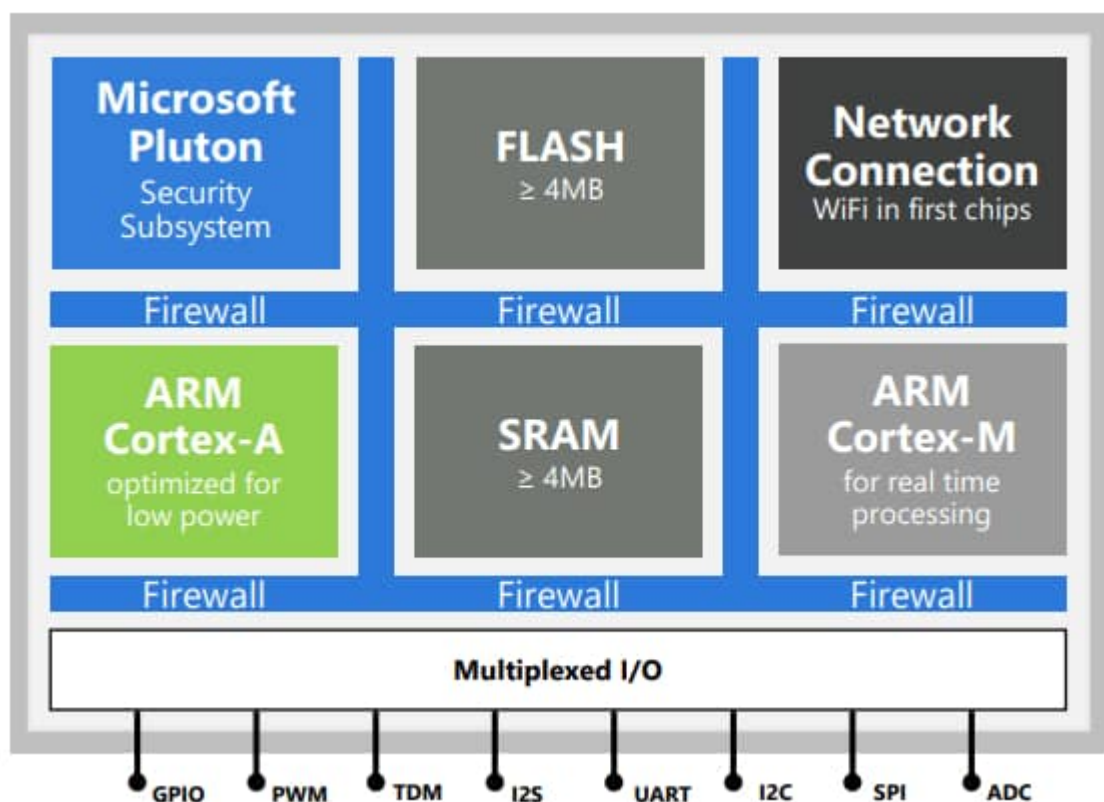 Microsoft
Pluton
Security
Subsystem
FLASH
≥ 4MB
Network
Connection
WiFi in first chips
Firewall
Firewall
Firewall
ARM
Cortex-A
optimized for
low power
SRAM
≥ 4MB
ARM
Cortex-M
for real time
processing
Firewall
Firewall
Firewall
Multiplexed I/O
GPIO
PWM
TDM
I2S
UART
I2C
SPI
ADC